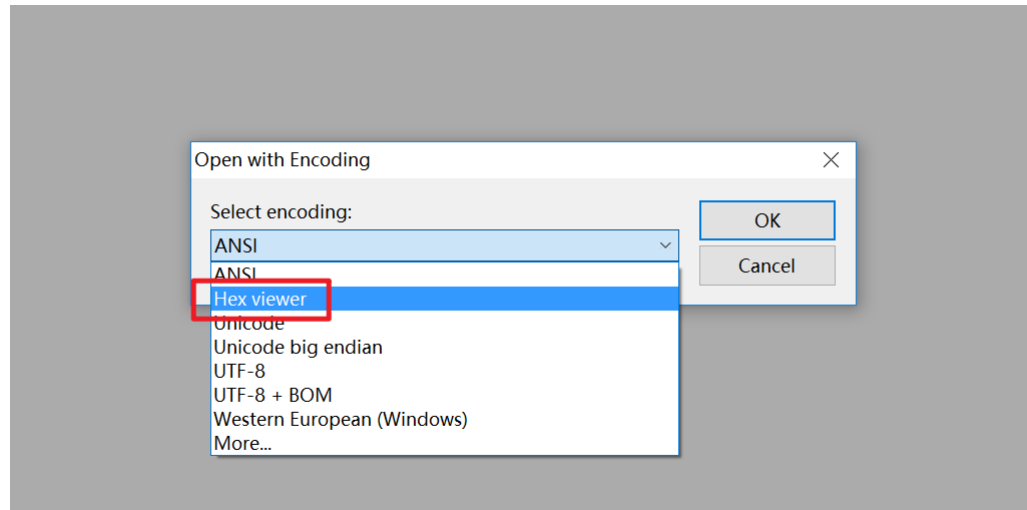 Open with Encoding
Select encoding:
OK
ANSI
Cancel
ANSI
Hex viewer
Unicode
Unicode big endian
UTF-8
UTF-8 + BOM
Western European (Windows)
More...